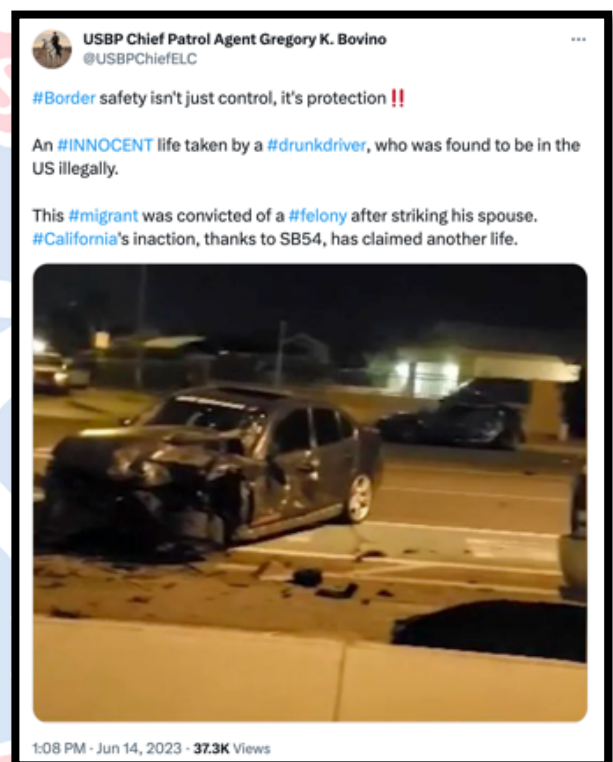 USBP Chief Patrol Agent Gregory K. Bovino
@USBPChiefELC
#Border safety isn't just control, it's protection ‼️
An #INNOCENT life taken by a #drunkdriver, who was found to be in the
US illegally.
This #migrant was convicted of a #felony after striking his spouse.
#California's inaction, thanks to SB54, has claimed another life.
1:08 PM · Jun 14, 2023 · 37.3K Views